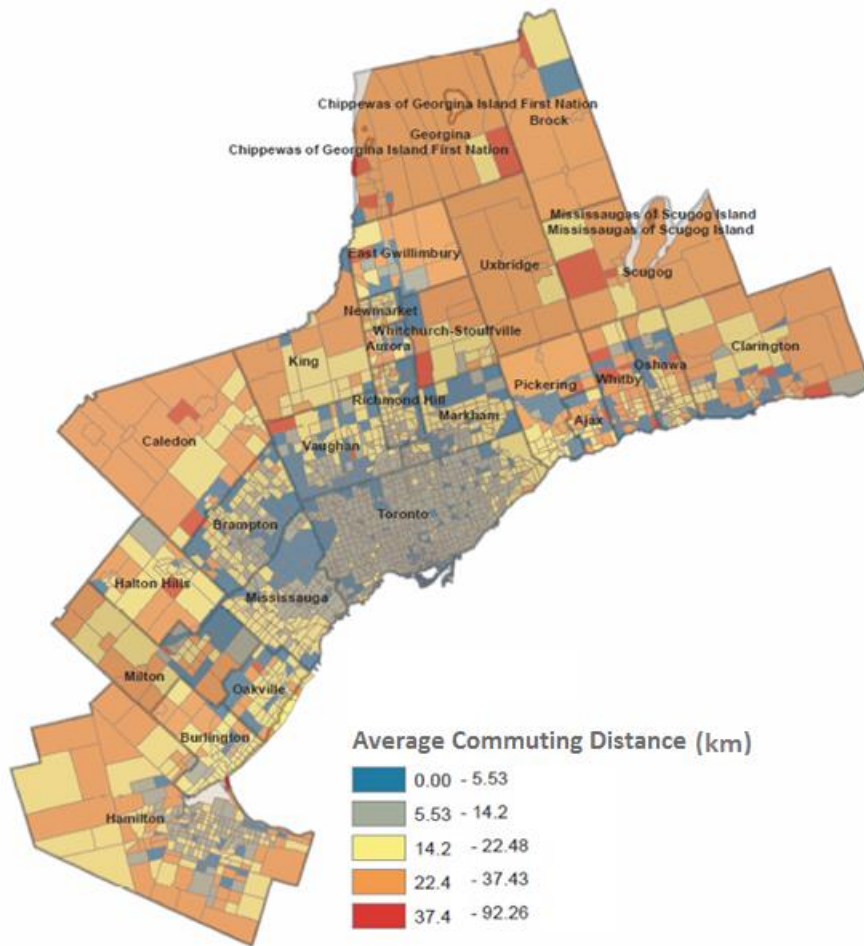 Chippewas of Georgina Island First Nation
Brock
Georgina
Chippewas of Georgina Island First Nation
Mississaugas of Scugog Island
Mississaugas of Scugog Island
East Gwillimbury
Uxbridge
Scugog
Newmarket
Whitchurch-Stouffville
Aurora
King
Clarington
Oshawa
Whitby
Pickering
Richmond Hill
Markham
Ajax
Caledon
Vaughan
Toronto
Brampton
Halton Hills
Mississauga
Milton
Oakville
Burlington
Hamilton
Average Commuting Distance (km)
0.00 - 5.53
5.53 - 14.2
14.2 - 22.48
22.4 - 37.43
37.4 - 92.26